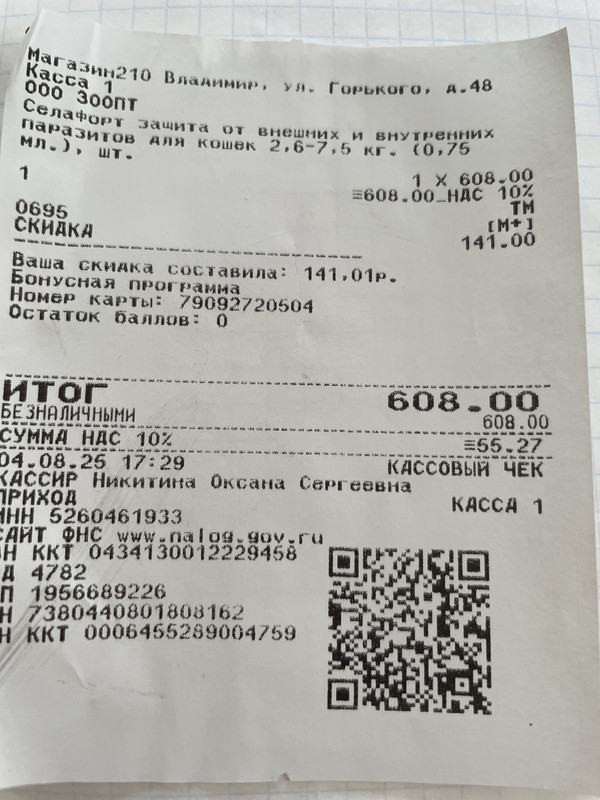 Магазин210 Владимир, ул. Горького, д.48
Касса 1
ООО ЗООПТ
Селафорт защита от внешних и внутренних
паразитов для кошек 2,6-7,5 кг. (0,75
мл.), шт.
1
1 X 608.00
≡608.00_НДС 10%
ТМ
0695
[M+]
СКИДКА
141.00
Ваша скидка составила: 141,01р.
Бонусная программа
Номер карты: 79092720504
Остаток баллов: 0
ИТОГ 608.00
БЕЗНАЛИЧНЫМИ 608.00
СУММА НДС 10% ≡55.27
04.08.25 17:29 КАССОВЫЙ ЧЕК
КАССИР Никитина Оксана Сергеевна
ПРИХОД КАССА 1
ИНН 5260461933
САЙТ ФНС www.nalog.gov.ru
ЗН ККТ 0434130012229458
Д 4782
П 1956689226
Н 7380440801808162
Н ККТ 0006455289004759